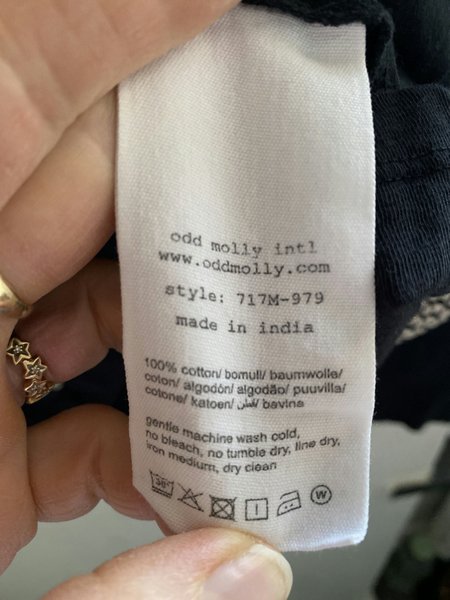 odd molly intl
www.oddmolly.com
style: 717M-979
made in india
100% cotton/ bomull/ baumwolle/
coton/ algodón/ algodão/ puuvilla/
cotone/ katoen/ bavlna
gentle machine wash cold,
no bleach, no tumble dry, line dry,
iron medium, dry clean
30° W